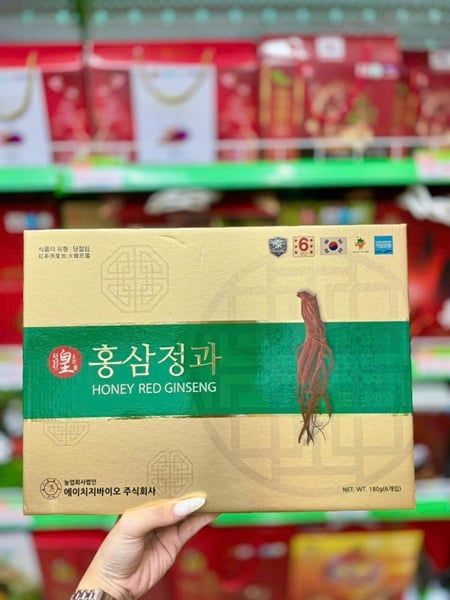 식품의 유형 : 당절임
6
皇
홍삼정과
HONEY RED GINSENG
농업회사법인
에이치지바이오 주식회사
NET. WT. 180g(6개입)